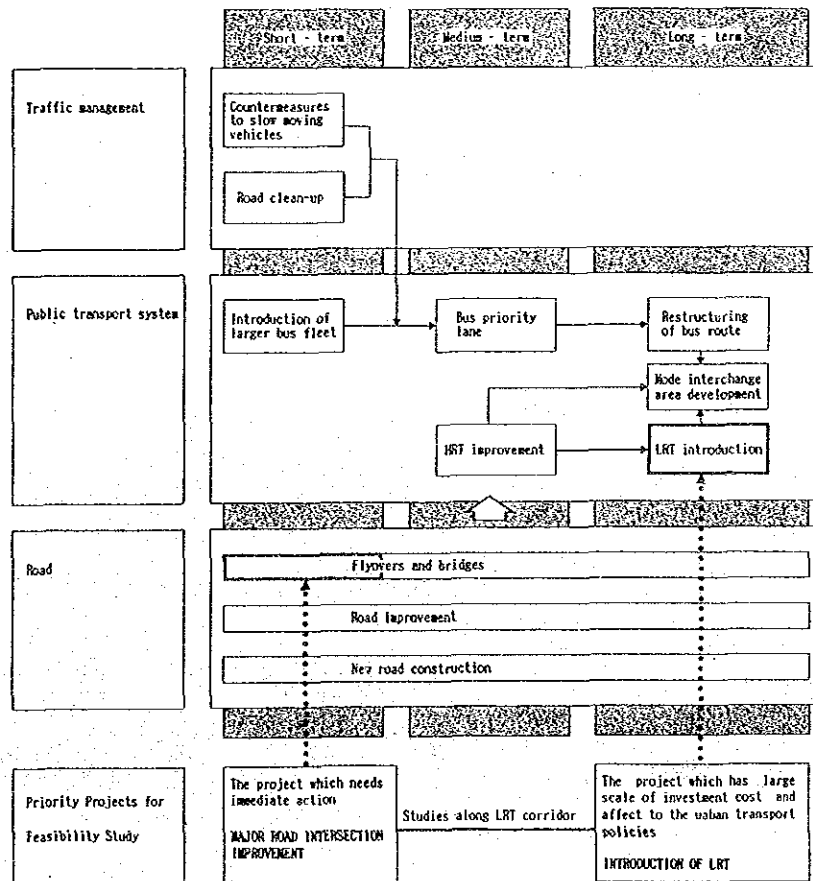 Short - term
Medium - term
Long - term
Traffic management
Countermeasures
to slow moving
vehicles
Road clean-up
Public transport system
Introduction of
larger bus fleet
Bus priority
lane
Restructuring
of bus route
Mode interchange
area development
HRT improvement
LRT introduction
Road
Flyovers and bridges
Road improvement
New road construction
Priority Projects for
Feasibility Study
The project which needs
immediate action
MAJOR ROAD INTERSECTION
IMPROVEMENT
Studies along LRT corridor
The project which has large
scale of investment cost and
affect to the uaban transport
policies
INTRODUCTION OF LRT